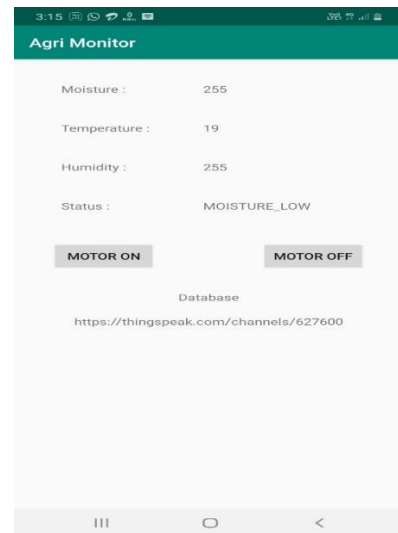 3:15
Agri Monitor
Moisture : 255
Temperature : 19
Humidity : 255
Status : MOISTURE_LOW
MOTOR ON MOTOR OFF
Database
https://thingspeak.com/channels/627600